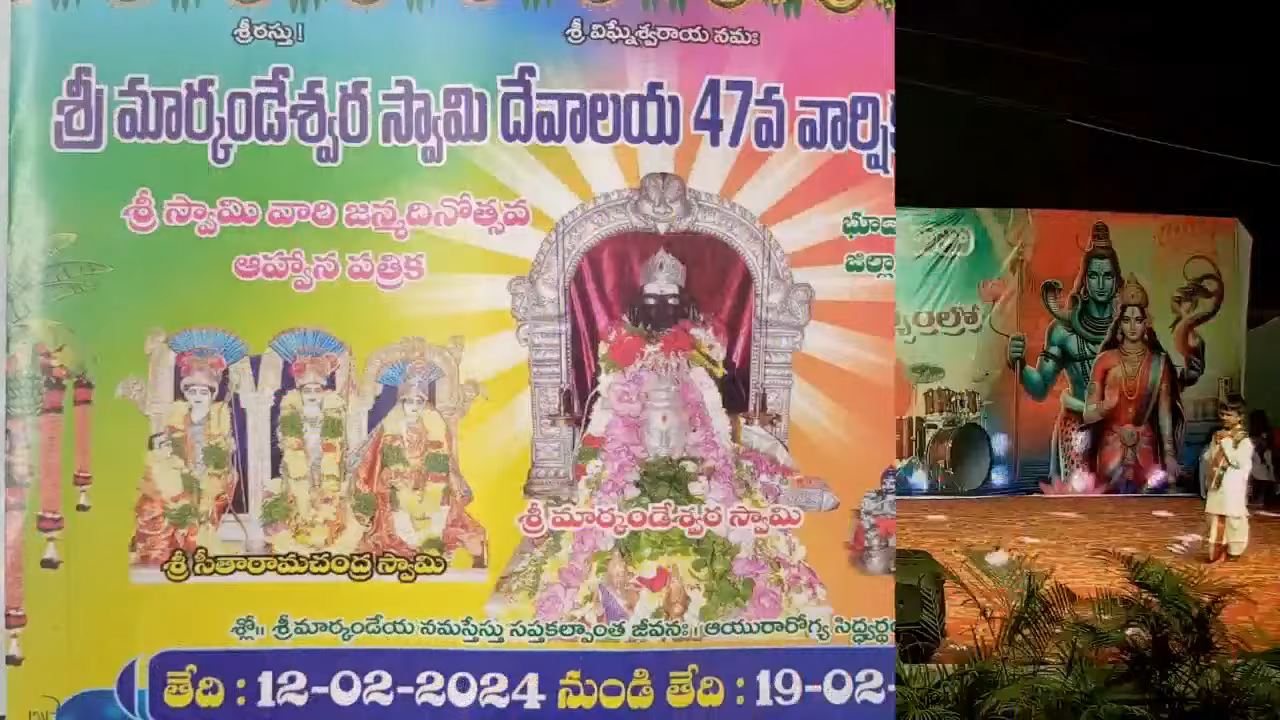 శ్రీరస్తు!
శ్రీ విఘ్నేశ్వరాయ నమః
శ్రీ మార్కండేశ్వర స్వామి దేవాలయ 47వ
శ్రీ స్వామి వారి జన్మదినోత్సవ
ఆహ్వాన పత్రిక
శ్రీ మార్కండేశ్వర స్వామి
శ్రీ సీతారామచంద్ర స్వామి
శ్లో॥ శ్రీ మార్కండేయ నమస్తేస్తు సప్తకల్పాంత జీవనః। ఆయురారోగ్య
తేది : 12-02-2024 నుండి తేది : 19-02-